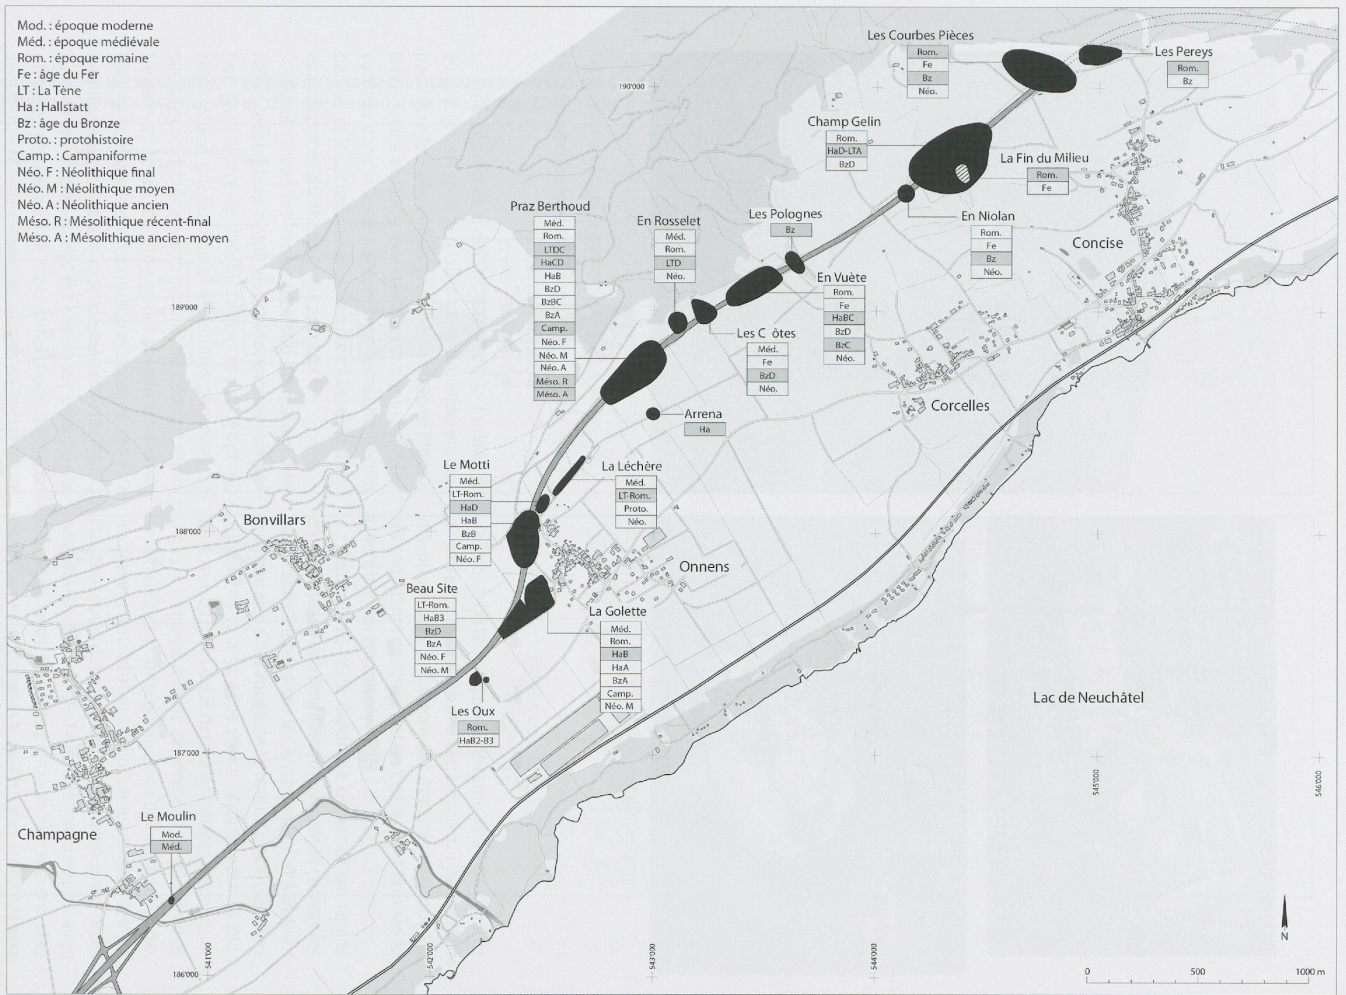 Mod. : époque moderne
Méd. : époque médiévale
Rom. : époque romaine
Fe : âge du Fer
LT : La Tène
Ha : Hallstatt
Bz : âge du Bronze
Proto. : protohistoire
Camp. : Campaniforme
Néo. F : Néolithique final
Néo. M : Néolithique moyen
Néo. A : Néolithique ancien
Méso. R : Mésolithique récent-final
Méso. A : Mésolithique ancien-moyen
Les Courbes Pièces
Rom.
Fe
Bz
Néo.
Les Pereys
Rom.
Bz
190'000
Champ Gelin
Rom.
HaD-LTA
BzD
La Fin du Milieu
Rom.
Fe
En Niolan
Rom.
Fe
Bz
Néo.
Concise
Praz Berthoud
Méd.
Rom.
LTDC
HaCD
HaB
BzD
BzBC
BzA
Camp.
Néo. F
Néo. M
Néo. A
Méso. R
Méso. A
En Rosselet
Méd.
Rom.
LTD
Néo.
Les Polognes
Bz
En Vuète
Rom.
Fe
HaBC
BzD
BzC
Néo.
189'000
Les C ôtes
Méd.
Fe
BzD
Néo.
Corcelles
Arrena
Ha
Le Motti
Méd.
LT-Rom.
HaD
HaB
BzB
Camp.
Néo. F
La Léchère
Méd.
LT-Rom.
Proto.
Néo.
Bonvillars
188'000
Onnens
Beau Site
LT-Rom.
HaB3
BzD
BzA
Néo. F
Néo. M
La Golette
Méd.
Rom.
HaB
HaA
BzA
Camp.
Néo. M
Les Oux
Rom.
HaB2-B3
Lac de Neuchâtel
187'000
Le Moulin
Mod.
Méd.
Champagne
186'000
541'000
542'000
543'000
544'000
545'000
546'000
N
0 500 1000 m